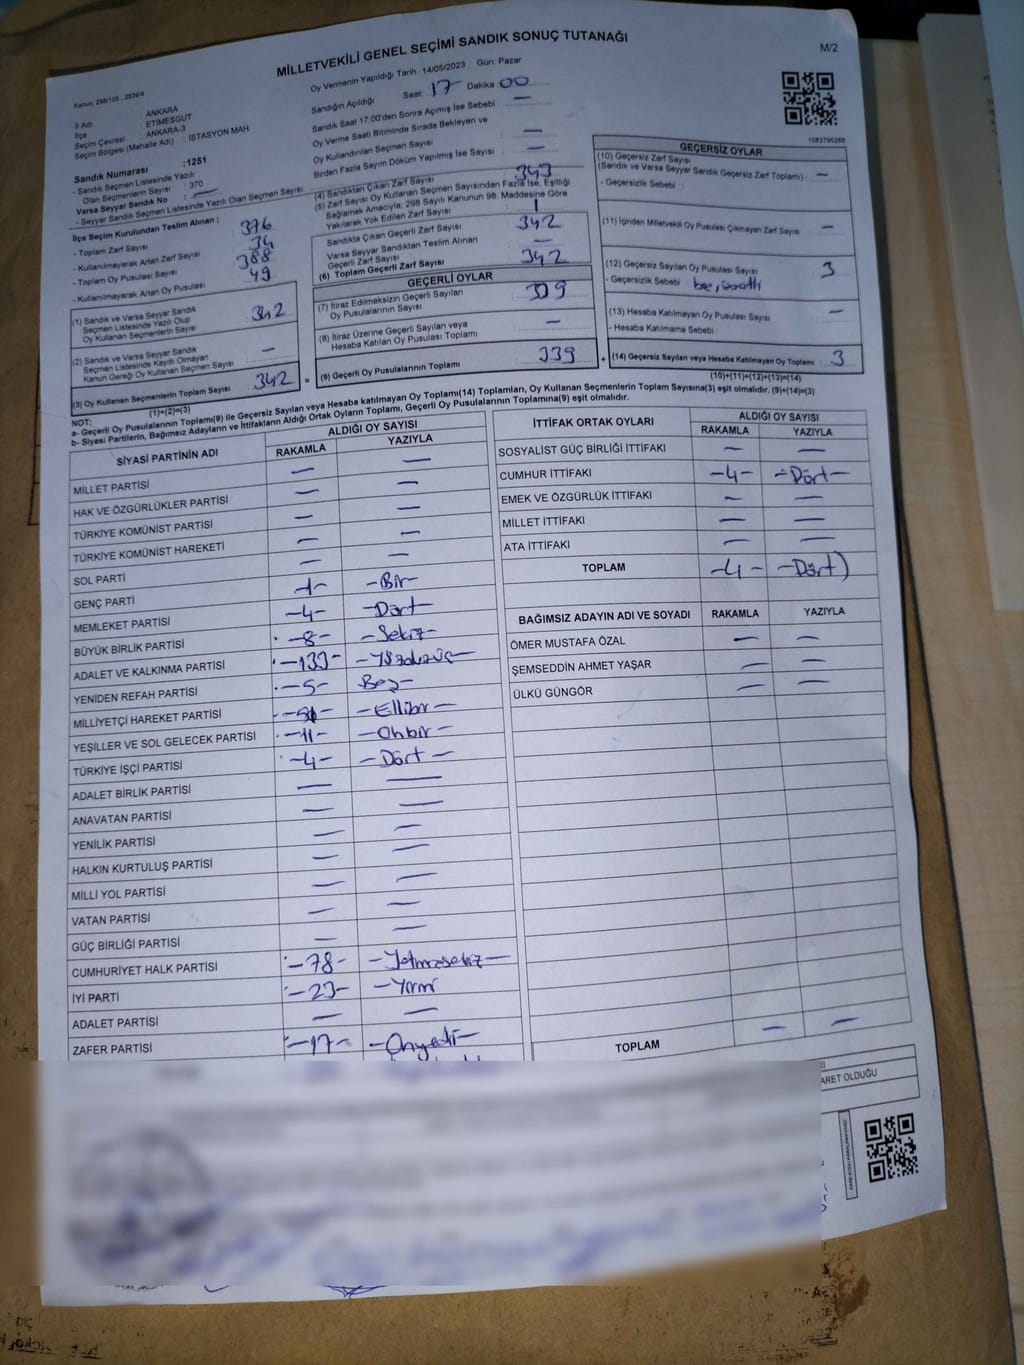 MİLLETVEKİLİ GENEL SEÇİMİ SANDIK SONUÇ TUTANAĞI
M/2
Kanun: 298/105 , 2839/4
Oy Vermenin Yapıldığı Tarih : 14/05/2023 Gün: Pazar
İl Adı : ANKARA
İlçe : ETİMESGUT
Seçim Çevresi : ANKARA-3
Seçim Bölgesi (Mahalle Adı) : İSTASYON MAH
Sandık Numarası :1251
- Sandık Seçmen Listesinde Yazılı
Olan Seçmenlerin Sayısı : 370
Varsa Seyyar Sandık No —
- Seyyar Sandık Seçmen Listesinde Yazılı Olan Seçmen Sayısı
İlçe Seçim Kurulundan Teslim Alınan ;
- Toplam Zarf Sayısı 376
- Kullanılmayarak Artan Zarf Sayısı 34
- Toplam Oy Pusulası Sayısı 388
- Kullanılmayarak Artan Oy Pusulası 49
(1) Sandık ve Varsa Seyyar Sandık
Seçmen Listesinde Yazılı Olup
Oy Kullanan Seçmenlerin Sayısı 342
(2) Sandık ve Varsa Seyyar Sandık
Seçmen Listesinde Kayıtlı Olmayan
Kanun Gereği Oy Kullanan Seçmen Sayısı —
(3) Oy Kullanan Seçmenlerin Toplam Sayısı 342
(1)+(2)=(3)
Sandığın Açıldığı Saat 17 Dakika 00
Sandık Saat 17:00'den Sonra Açımış İse Sebebi —
Oy Verme Saati Bitiminde Sırada Bekleyen ve
Oy Kullandırılan Seçmen Sayısı —
Birden Fazla Sayım Döküm Yapılmış İse Sayısı —
(4) Sandıktan Çıkan Zarf Sayısı 343
(5) Zarf Sayısı Oy Kullanan Seçmen Sayısından Fazla İse, Eşitliği
Sağlamak Amacıyla, 298 Sayılı Kanunun 98. Maddesine Göre
Yakılarak Yok Edilen Zarf Sayısı 1
Sandıkta Çıkan Geçerli Zarf Sayısı 342
Varsa Seyyar Sandıktan Teslim Alınan
Geçerli Zarf Sayısı —
(6) Toplam Geçerli Zarf Sayısı 342
GEÇERLİ OYLAR
(7) İtiraz Edilmeksizin Geçerli Sayılan
Oy Pusulalarının Sayısı 339
(8) İtiraz Üzerine Geçerli Sayılan veya
Hesaba Katılan Oy Pusulası Toplamı —
= (9) Geçerli Oy Pusulalarının Toplamı 339 +
1083795288
GEÇERSİZ OYLAR
(10) Geçersiz Zarf Sayısı
(Sandık ve Varsa Seyyar Sandık Geçersiz Zarf Toplamı) —
- Geçersizlik Sebebi :
(11) İçinden Milletvekili Oy Pusulası Çıkmayan Zarf Sayısı —
(12) Geçersiz Sayılan Oy Pusulası Sayısı 3
- Geçersizlik Sebebi :
(13) Hesaba Katılmayan Oy Pusulası Sayısı —
- Hesaba Katılmama Sebebi :
(14) Geçersiz Sayılan veya Hesaba Katılmayan Oy Toplamı 3
(10)+(11)+(12)+(13)=(14)
NOT:
a- Geçerli Oy Pusulalarının Toplamı(9) ile Geçersiz Sayılan veya Hesaba katılmayan Oy Toplamı(14) Toplamları, Oy Kullanan Seçmenlerin Toplam Sayısına(3) eşit olmalıdır. (9)+(14)=(3)
b- Siyasi Partilerin, Bağımsız Adayların ve İttifakların Aldığı Ortak Oyların Toplamı, Geçerli Oy Pusulalarının Toplamına(9) eşit olmalıdır.
SİYASİ PARTİNİN ADI ALDIĞI OY SAYISI
RAKAMLA YAZIYLA
MİLLET PARTİSİ — —
HAK VE ÖZGÜRLÜKLER PARTİSİ — —
TÜRKİYE KOMÜNİST PARTİSİ — —
TÜRKİYE KOMÜNİST HAREKETİ — —
SOL PARTİ — —
GENÇ PARTİ -1- -Bir-
MEMLEKET PARTİSİ -4- -Dört-
BÜYÜK BİRLİK PARTİSİ -8- -Sekiz-
ADALET VE KALKINMA PARTİSİ -133- -Yüzotuzüç-
YENİDEN REFAH PARTİSİ -5- Beş-
MİLLİYETÇİ HAREKET PARTİSİ -51- -Ellibir-
YEŞİLLER VE SOL GELECEK PARTİSİ -11- -Onbir-
TÜRKİYE İŞÇİ PARTİSİ -4- -Dört-
ADALET BİRLİK PARTİSİ — —
ANAVATAN PARTİSİ — —
YENİLİK PARTİSİ — —
HALKIN KURTULUŞ PARTİSİ — —
MİLLİ YOL PARTİSİ — —
VATAN PARTİSİ — —
GÜÇ BİRLİĞİ PARTİSİ — —
CUMHURİYET HALK PARTİSİ -78- -Yetmişsekiz-
İYİ PARTİ
ADALET PARTİSİ — —
ZAFER PARTİSİ -17- -Onyedi-
İTTİFAK ORTAK OYLARI ALDIĞI OY SAYISI
RAKAMLA YAZIYLA
SOSYALİST GÜÇ BİRLİĞİ İTTİFAKI — —
CUMHUR İTTİFAKI -4- -Dört-
EMEK VE ÖZGÜRLÜK İTTİFAKI — —
MİLLET İTTİFAKI — —
ATA İTTİFAKI — —
TOPLAM -4- -Dört-
BAĞIMSIZ ADAYIN ADI VE SOYADI RAKAMLA YAZIYLA
ÖMER MUSTAFA ÖZAL — —
ŞEMSEDDİN AHMET YAŞAR — —
ÜLKÜ GÜNGÖR — —
TOPLAM — —
ARET OLDUĞU